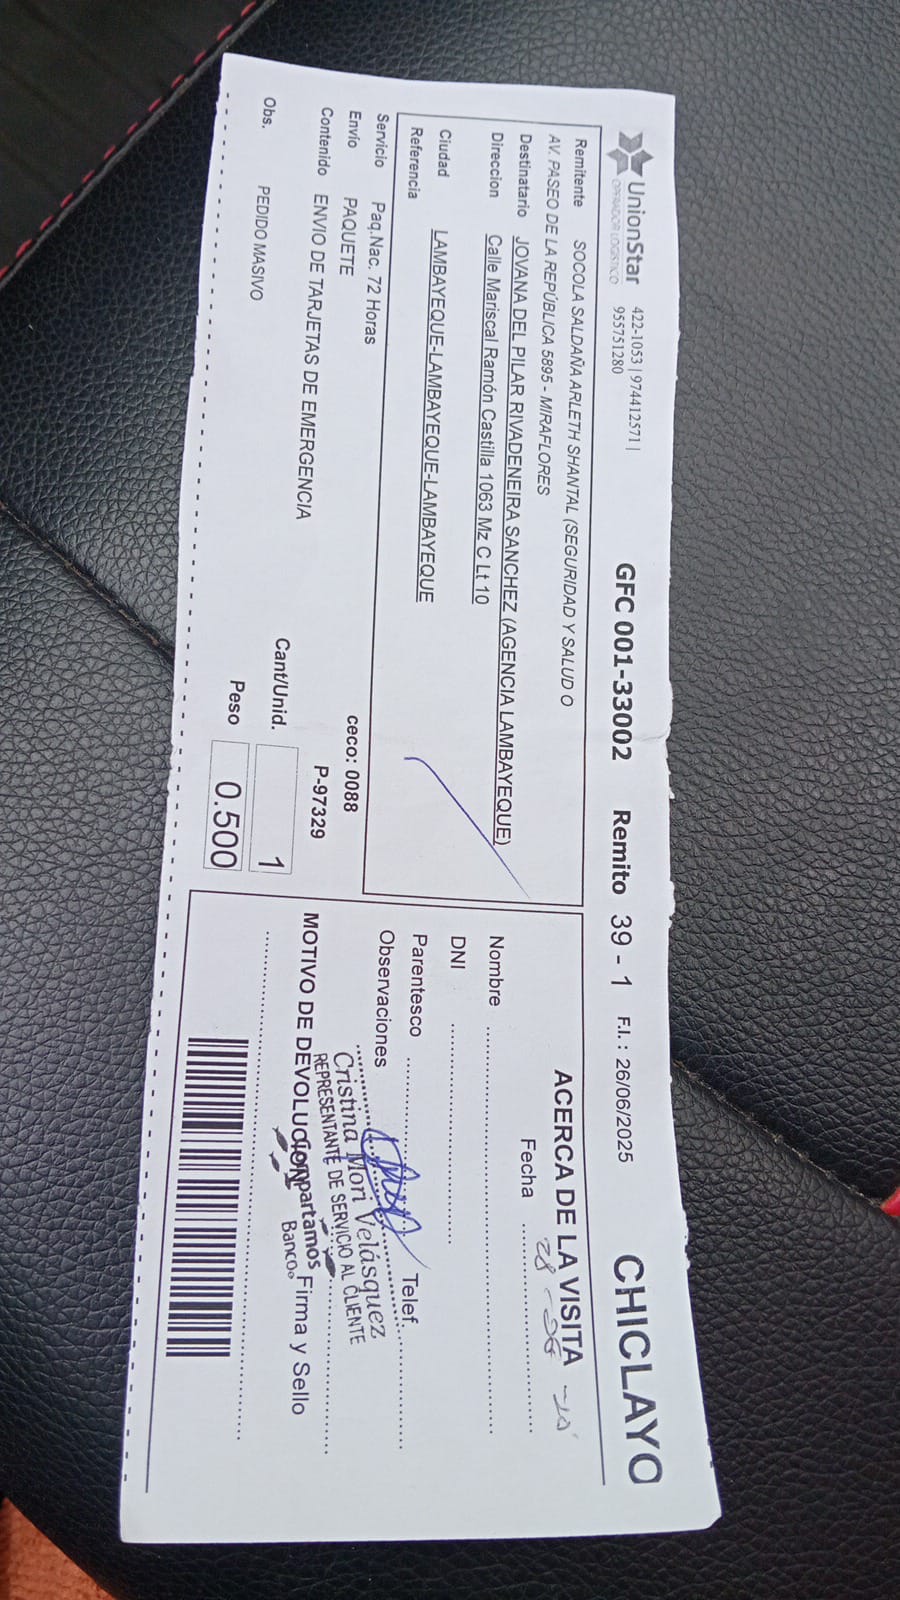 UnionStar
OPERADOR LOGISTICO
422-1053 | 974412571 |
955751280
GFC 001-33002 Remito 39 - 1 F.I. : 26/06/2025 CHICLAYO
Remitente SOCOLA SALDAÑA ARLETH SHANTAL (SEGURIDAD Y SALUD O
AV. PASEO DE LA REPÚBLICA 5895 - MIRAFLORES
Destinatario JOVANA DEL PILAR RIVADENEIRA SANCHEZ (AGENCIA LAMBAYEQUE)
Direccion Calle Mariscal Ramón Castilla 1063 Mz C Lt 10
Ciudad LAMBAYEQUE-LAMBAYEQUE-LAMBAYEQUE
Referencia
Servicio Paq.Nac. 72 Horas
Envío PAQUETE ceco: 0088
Contenido ENVIO DE TARJETAS DE EMERGENCIA P-97329
Cant/Unid. 1
Obs. PEDIDO MASIVO Peso 0.500
ACERCA DE LA VISITA
Fecha 28-06-25
Nombre
DNI
Parentesco Telef
Observaciones
Cristina Mori Velásquez
REPRESENTANTE DE SERVICIO AL CLIENTE
MOTIVO DE DEVOLUCION Firma y Sello
Compartamos
Banco